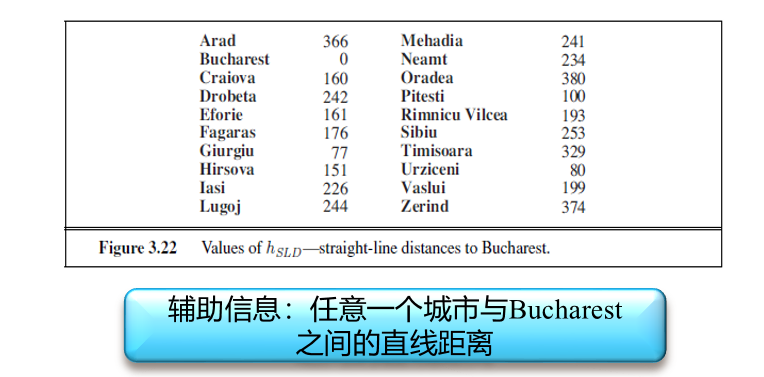 Arad 366 Mehadia 241
Bucharest 0 Neamt 234
Craiova 160 Oradea 380
Drobeta 242 Pitesti 100
Eforie 161 Rimnicu Vilcea 193
Fagaras 176 Sibiu 253
Giurgiu 77 Timisoara 329
Hirsova 151 Urziceni 80
Iasi 226 Vaslui 199
Lugoj 244 Zerind 374
Figure 3.22 Values of hSLD—straight-line distances to Bucharest.
辅助信息：任意一个城市与Bucharest
之间的直线距离